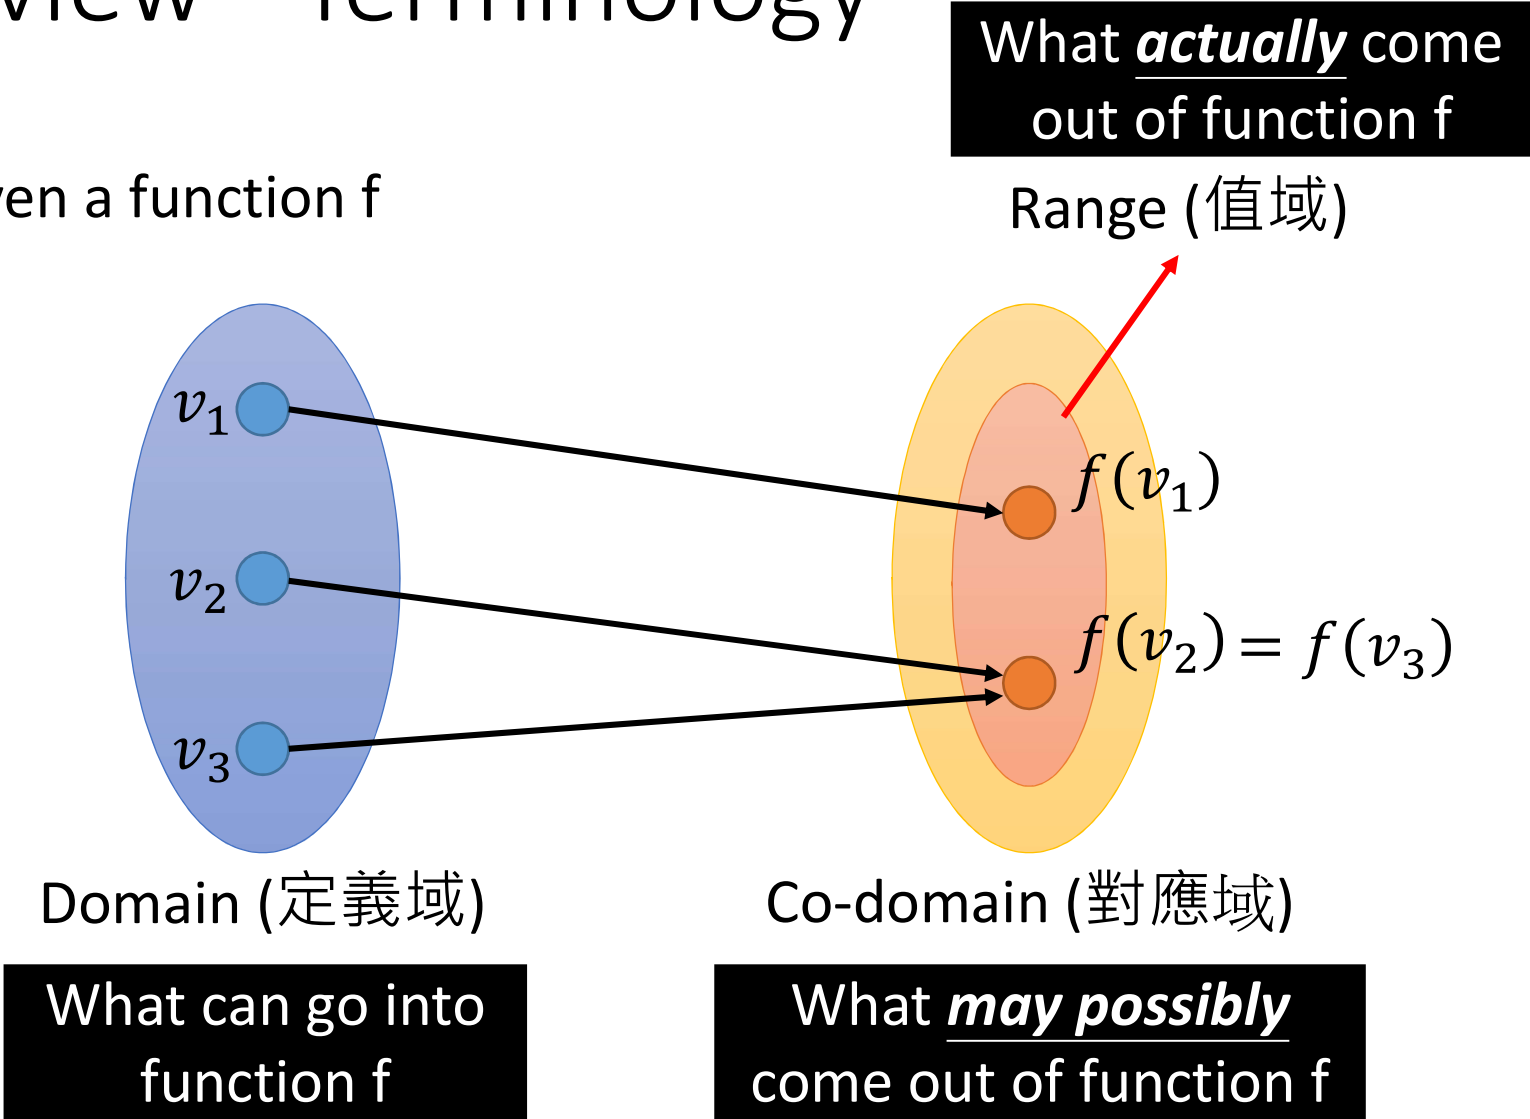 Terminology
What actually come
out of function f
a function f
Range (值域)
v₁
f(v₁)
v₂
f(v₂) = f(v₃)
v₃
Domain (定義域)
Co-domain (對應域)
What can go into
function f
What may possibly
come out of function f